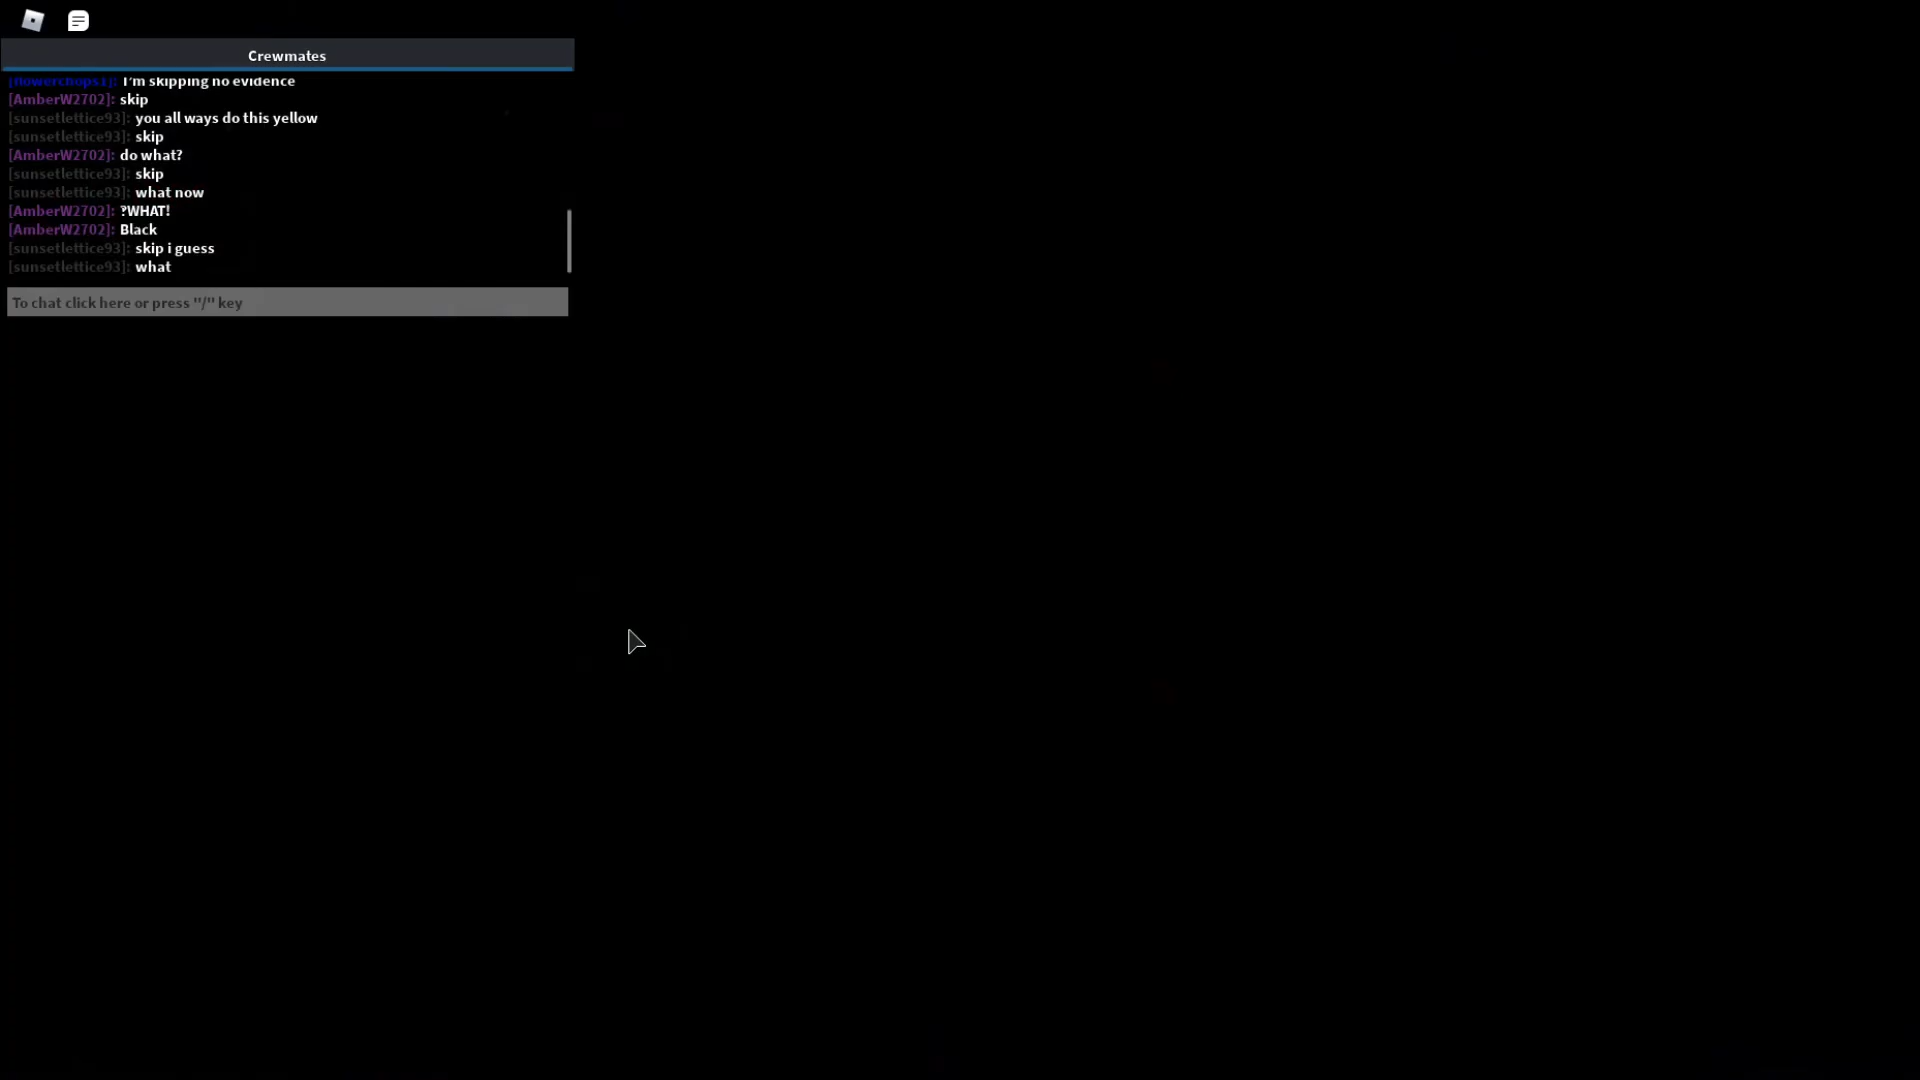 Crewmates
[flowerchops1]: I'm skipping no evidence
[AmberW2702]: skip
[sunsetlettice93]: you all ways do this yellow
[sunsetlettice93]: skip
[AmberW2702]: do what?
[sunsetlettice93]: skip
[sunsetlettice93]: what now
[AmberW2702]: ?WHAT!
[AmberW2702]: Black
[sunsetlettice93]: skip i guess
[sunsetlettice93]: what
To chat click here or press "/" key